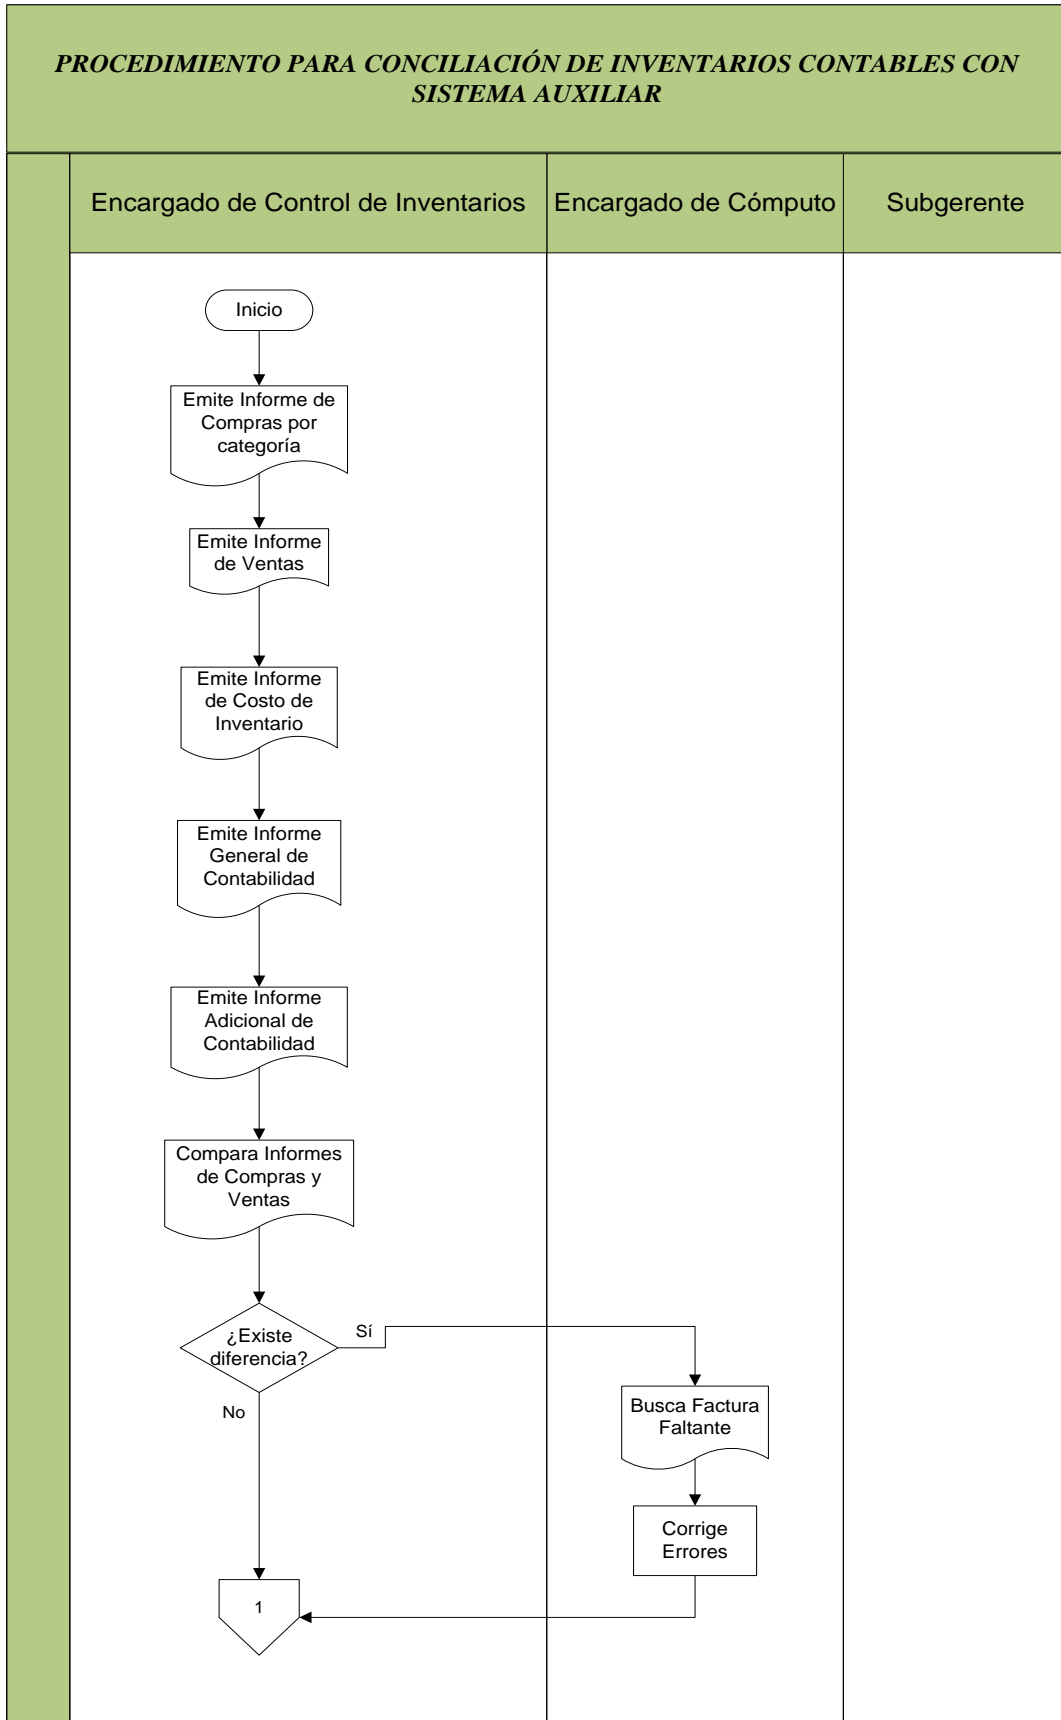 PROCEDIMIENTO PARA CONCILIACIÓN DE INVENTARIOS CONTABLES CON
SISTEMA AUXILIAR
Encargado de Control de Inventarios
Encargado de Cómputo
Subgerente
Inicio
Emite Informe de
Compras por
categoría
Emite Informe
de Ventas
Emite Informe
de Costo de
Inventario
Emite Informe
General de
Contabilidad
Emite Informe
Adicional de
Contabilidad
Compara Informes
de Compras y
Ventas
¿Existe
diferencia?
Sí
No
Busca Factura
Faltante
Corrige
Errores
1